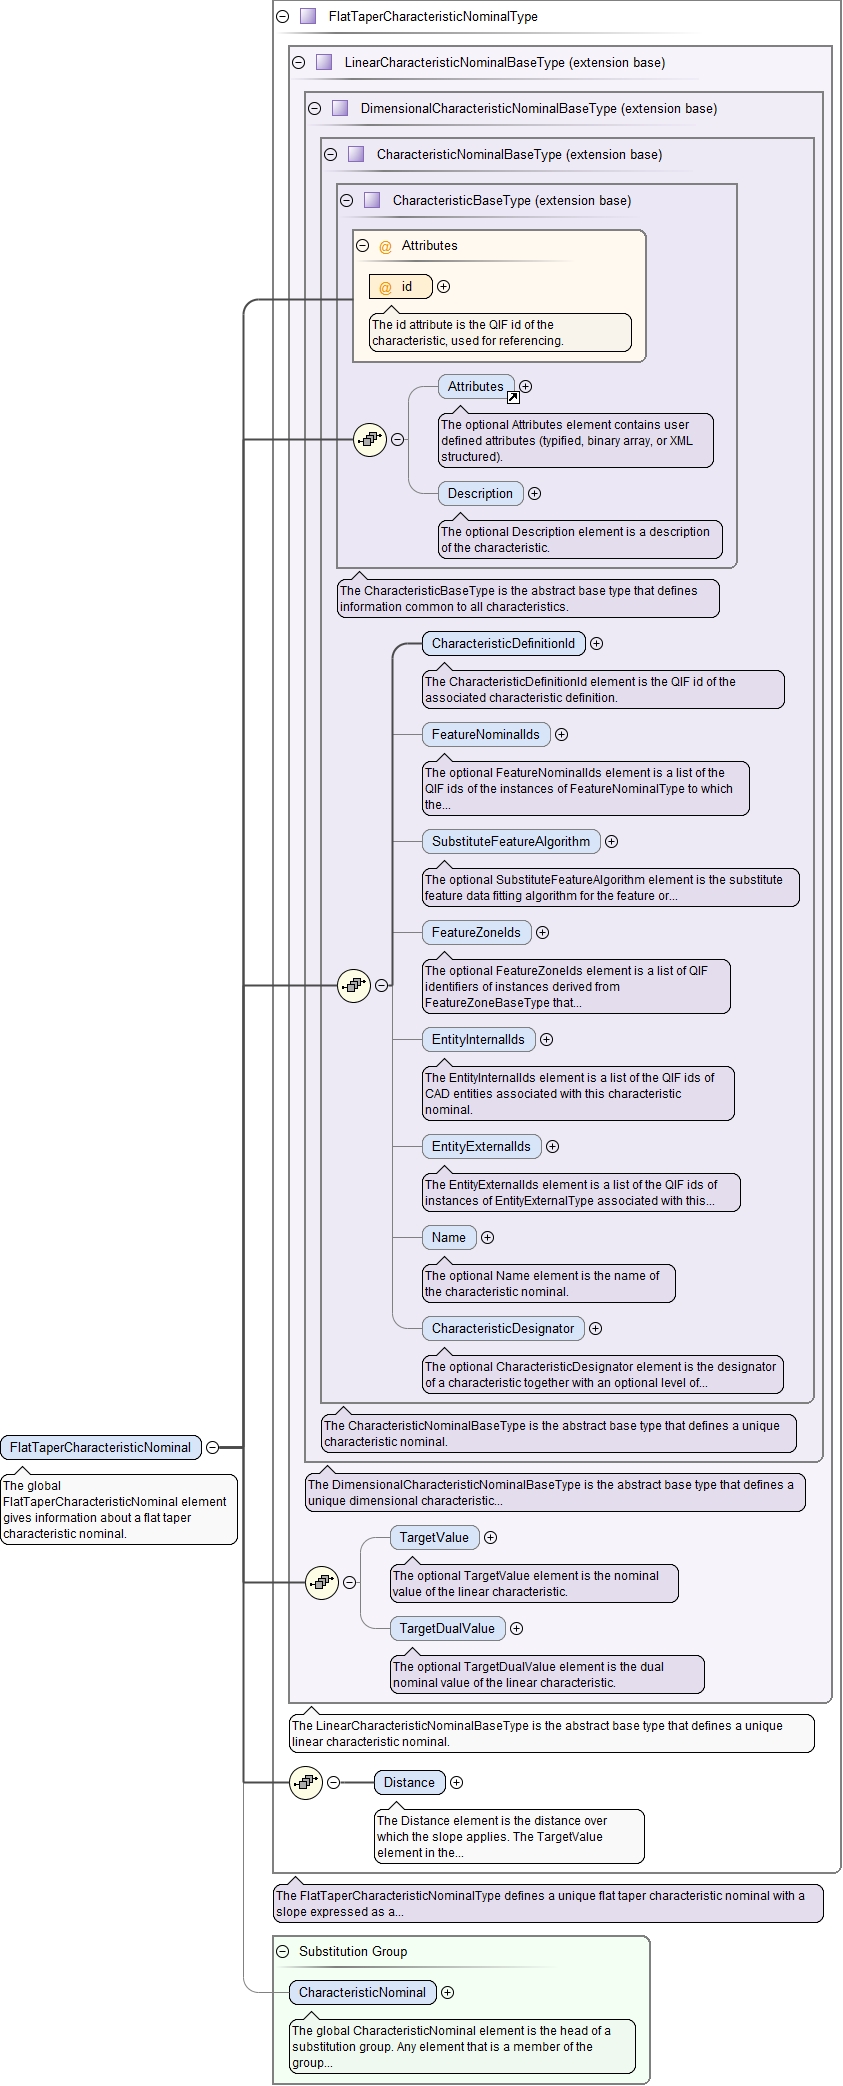 FlatTaperCharacteristicNominalType
LinearCharacteristicNominalBaseType (extension base)
DimensionalCharacteristicNominalBaseType (extension base)
CharacteristicNominalBaseType (extension base)
CharacteristicBaseType (extension base)
@ Attributes
@ id
The id attribute is the QIF id of the
characteristic, used for referencing.
Attributes
The optional Attributes element contains user
defined attributes (typified, binary array, or XML
structured).
Description
The optional Description element is a description
of the characteristic.
The CharacteristicBaseType is the abstract base type that defines
information common to all characteristics.
CharacteristicDefinitionId
The CharacteristicDefinitionId element is the QIF id of the
associated characteristic definition.
FeatureNominalIds
The optional FeatureNominalIds element is a list of the
QIF ids of the instances of FeatureNominalType to which
the...
SubstituteFeatureAlgorithm
The optional SubstituteFeatureAlgorithm element is the substitute
feature data fitting algorithm for the feature or...
FeatureZoneIds
The optional FeatureZoneIds element is a list of QIF
identifiers of instances derived from
FeatureZoneBaseType that...
EntityInternalIds
The EntityInternalIds element is a list of the QIF ids of
CAD entities associated with this characteristic
nominal.
EntityExternalIds
The EntityExternalIds element is a list of the QIF ids of
instances of EntityExternalType associated with this...
Name
The optional Name element is the name of
the characteristic nominal.
CharacteristicDesignator
The optional CharacteristicDesignator element is the designator
of a characteristic together with an optional level of...
The CharacteristicNominalBaseType is the abstract base type that defines a unique
characteristic nominal.
FlatTaperCharacteristicNominal
The global
FlatTaperCharacteristicNominal element
gives information about a flat taper
characteristic nominal.
The DimensionalCharacteristicNominalBaseType is the abstract base type that defines a
unique dimensional characteristic...
TargetValue
The optional TargetValue element is the nominal
value of the linear characteristic.
TargetDualValue
The optional TargetDualValue element is the dual
nominal value of the linear characteristic.
The LinearCharacteristicNominalBaseType is the abstract base type that defines a unique
linear characteristic nominal.
Distance
The Distance element is the distance over
which the slope applies. The TargetValue
element in the...
The FlatTaperCharacteristicNominalType defines a unique flat taper characteristic nominal with a
slope expressed as a...
Substitution Group
CharacteristicNominal
The global CharacteristicNominal element is the head of a
substitution group. Any element that is a member of the
group...